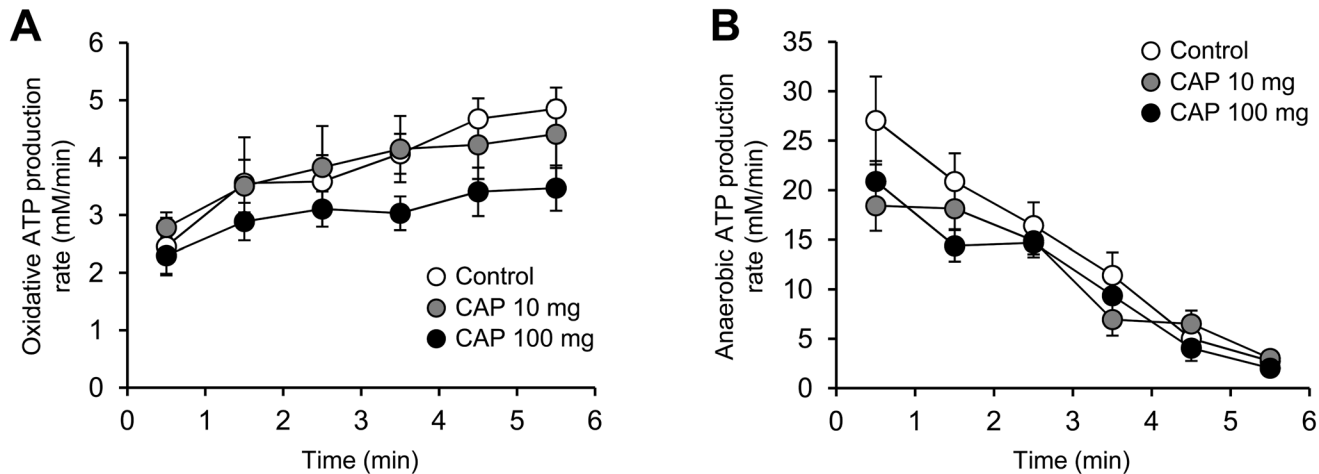 A
Oxidative ATP production
rate (mM/min)
6
5
4
3
2
1
0
0 1 2 3 4 5 6
Time (min)
Control
CAP 10 mg
CAP 100 mg
B
Anaerobic ATP production
rate (mM/min)
35
30
25
20
15
10
5
0
0 1 2 3 4 5 6
Time (min)
Control
CAP 10 mg
CAP 100 mg